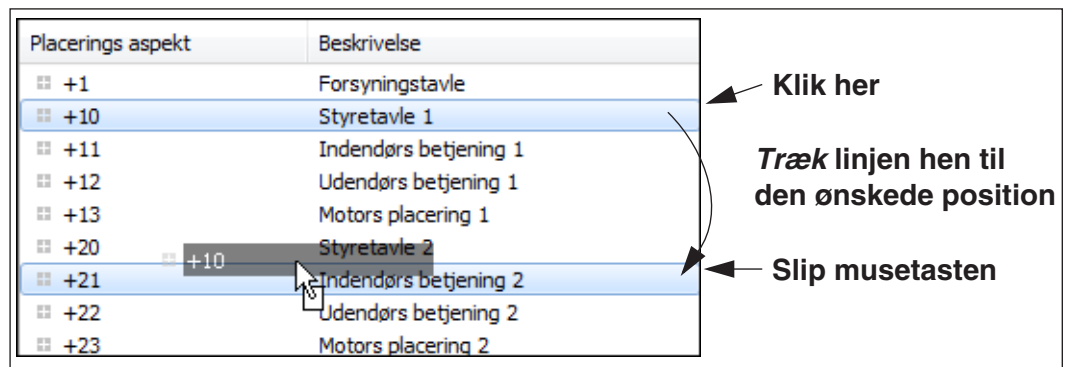 Placerings aspekt Beskrivelse
+1 Forsyningstavle
+10 Styretavle 1
+11 Indendørs betjening 1
+12 Udendørs betjening 1
+13 Motors placering 1
+20 Styretavle 2
+10
+21 Indendørs betjening 2
+22 Udendørs betjening 2
+23 Motors placering 2
Klik her
Træk linjen hen til
den ønskede position
Slip musetasten